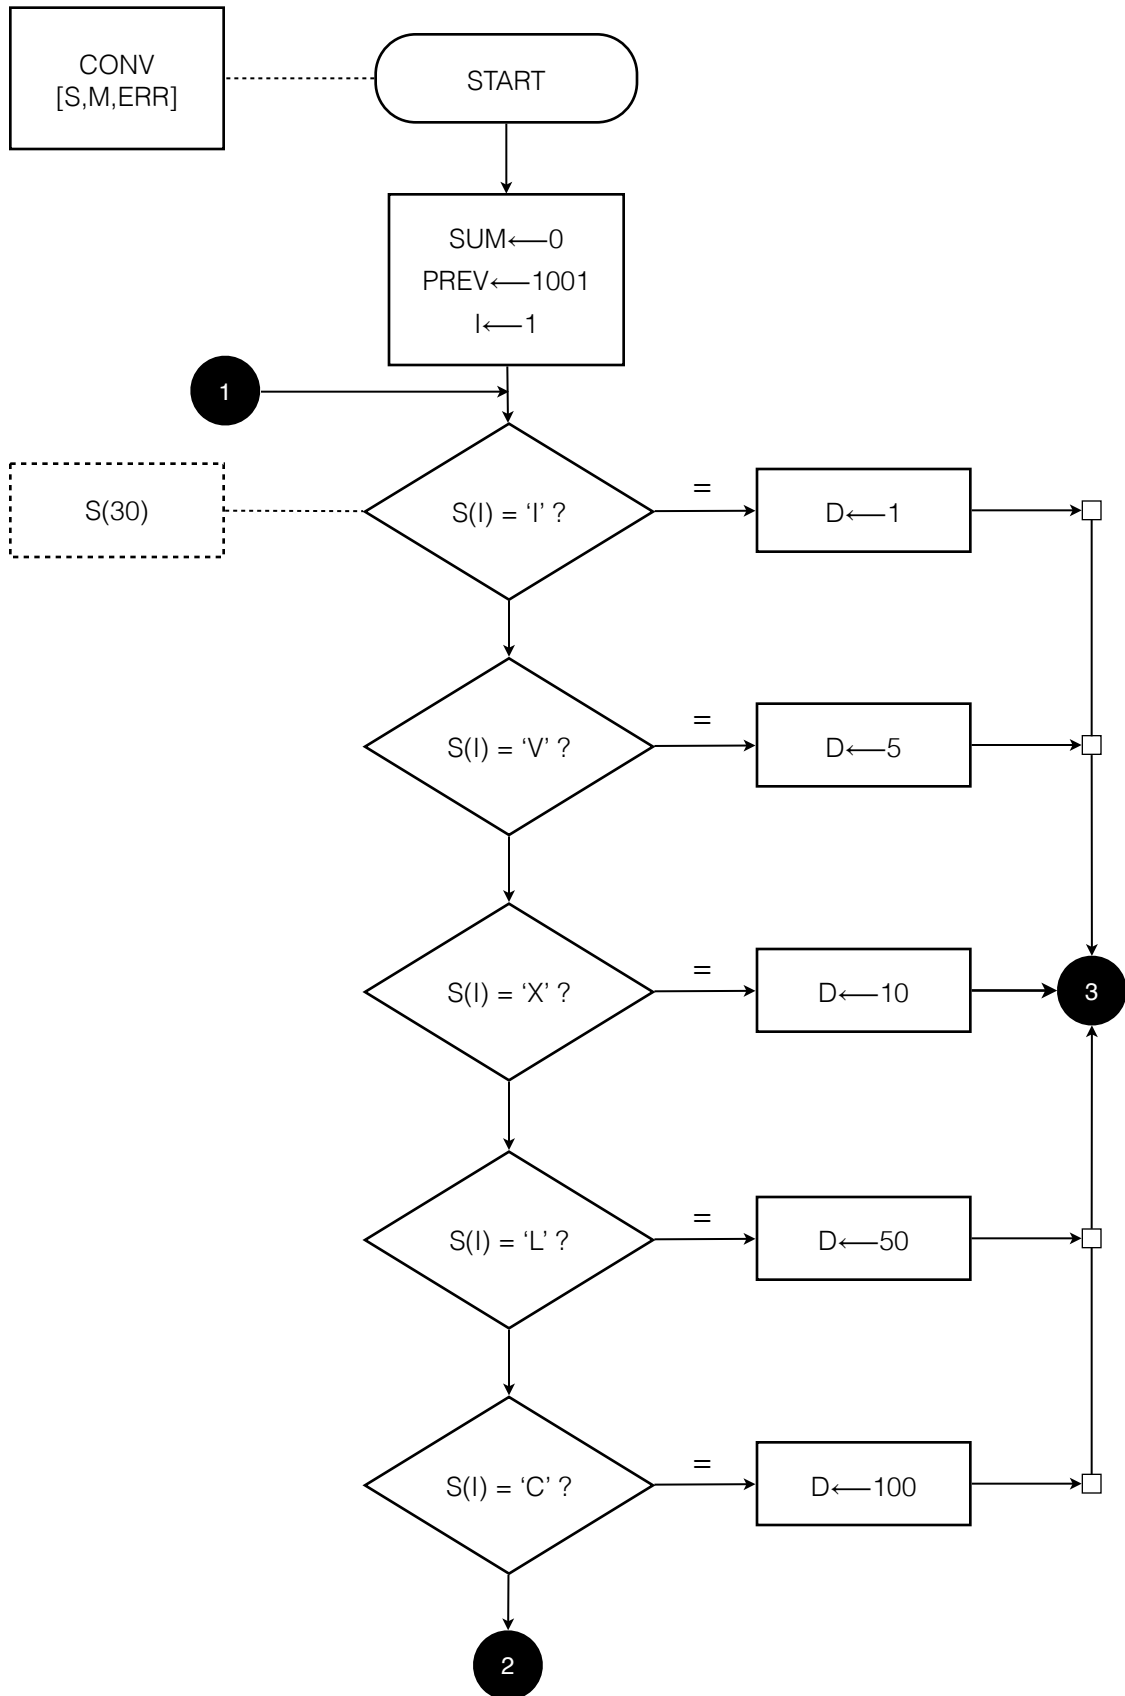 CONV
[S,M,ERR]
START
SUM⟵0
PREV⟵1001
I⟵1
1
S(30)
S(I) = ‘I’ ?
=
D⟵1
S(I) = ‘V’ ?
=
D⟵5
S(I) = ‘X’ ?
=
D⟵10
3
S(I) = ‘L’ ?
=
D⟵50
S(I) = ‘C’ ?
=
D⟵100
2